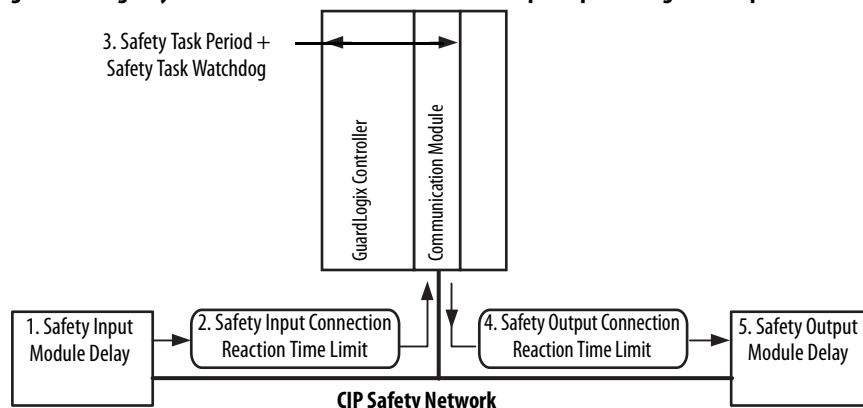 3. Safety Task Period +
Safety Task Watchdog
GuardLogix Controller
Communication Module
1. Safety Input
Module Delay
2. Safety Input Connection
Reaction Time Limit
4. Safety Output Connection
Reaction Time Limit
5. Safety Output
Module Delay
CIP Safety Network